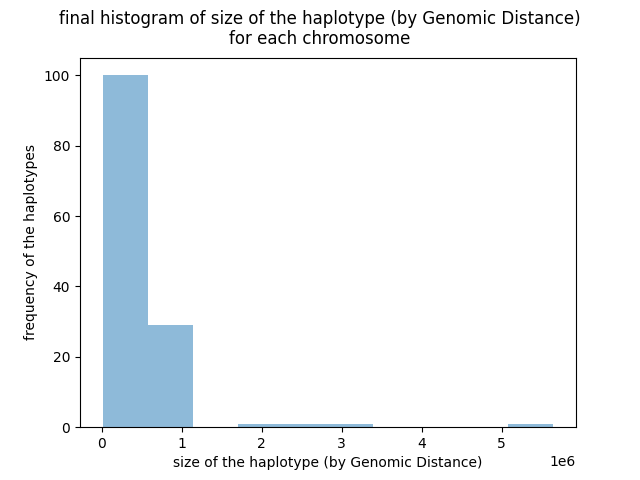 final histogram of size of the haplotype (by Genomic Distance)
for each chromosome
frequency of the haplotypes
100
80
60
40
20
0
0 1 2 3 4 5
1e6
size of the haplotype (by Genomic Distance)